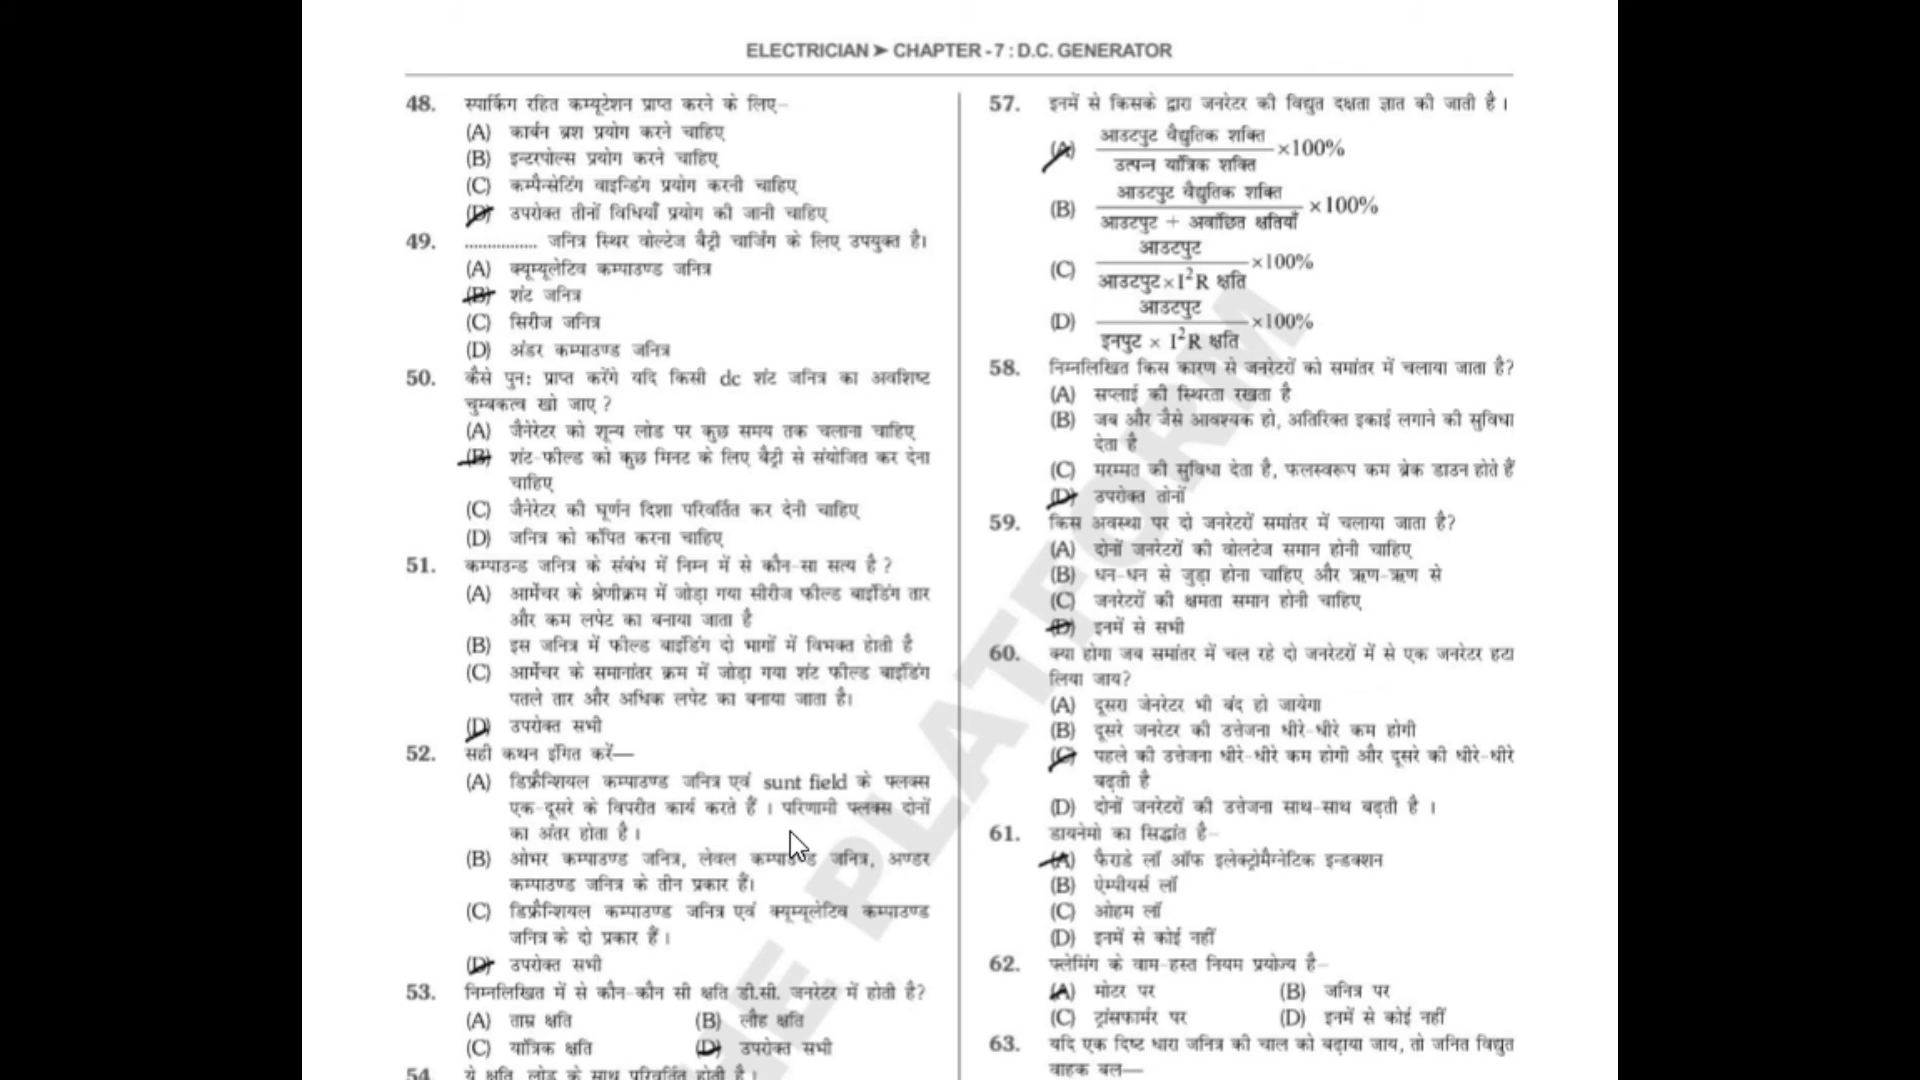 ELECTRICIAN ➤ CHAPTER - 7 : D.C. GENERATOR
48. स्पार्किंग रहित कम्यूटेशन प्राप्त करने के लिए–
(A) कार्बन ब्रश प्रयोग करने चाहिए
(B) इन्टरपोल्स प्रयोग करने चाहिए
(C) कम्पैन्सेटिंग वाइन्डिंग प्रयोग करनी चाहिए
(D) उपरोक्त तीनों विधियाँ प्रयोग की जानी चाहिए
49. ................. जनित्र स्थिर वोल्टेज बैट्री चार्जिंग के लिए उपयुक्त है।
(A) क्यूम्यूलेटिव कम्पाउण्ड जनित्र
(B) शंट जनित्र
(C) सिरीज जनित्र
(D) अंडर कम्पाउण्ड जनित्र
50. कैसे पुन: प्राप्त करेंगे यदि किसी dc शंट जनित्र का अवशिष्ट
चुम्बकत्व खो जाए ?
(A) जैनेरेटर को शून्य लोड पर कुछ समय तक चलाना चाहिए
(B) शंट-फील्ड को कुछ मिनट के लिए बैट्री से संयोजित कर देना
चाहिए
(C) जैनेरेटर की घूर्णन दिशा परिवर्तित कर देनी चाहिए
(D) जनित्र को कंपित करना चाहिए
51. कम्पाउन्ड जनित्र के संबंध में निम्न में से कौन-सा सत्य है ?
(A) आर्मेचर के श्रेणीक्रम में जोड़ा गया सीरीज फील्ड बाइंडिंग तार
और कम लपेट का बनाया जाता है
(B) इस जनित्र में फील्ड बाइंडिंग दो भागों में विभक्त होती है
(C) आर्मेचर के समानांतर क्रम में जोड़ा गया शंट फील्ड बाइंडिंग
पतले तार और अधिक लपेट का बनाया जाता है।
(D) उपरोक्त सभी
52. सही कथन इंगित करें—
(A) डिफ्रैन्शियल कम्पाउण्ड जनित्र एवं sunt field के फ्लक्स
एक-दूसरे के विपरीत कार्य करते हैं । परिणामी फ्लक्स दोनों
का अंतर होता है ।
(B) ओभर कम्पाउण्ड जनित्र, लेवल कम्पाउण्ड जनित्र, अण्डर
कम्पाउण्ड जनित्र के तीन प्रकार हैं।
(C) डिफ्रैन्शियल कम्पाउण्ड जनित्र एवं क्यूम्यूलेटिव कम्पाउण्ड
जनित्र के दो प्रकार हैं ।
(D) उपरोक्त सभी
53. निम्नलिखित में से कौन-कौन सी क्षति डी.सी. जनरेटर में होती है?
(A) ताम्र क्षति (B) लौह क्षति
(C) यांत्रिक क्षति (D) उपरोक्त सभी
54. ये क्षति लोड के साथ परिवर्तित होती है ।
57. इनमें से किसके द्वारा जनरेटर की विद्युत दक्षता ज्ञात की जाती है ।
(A) आउटपुट वैद्युतिक शक्ति
उत्पन्न यांत्रिक शक्ति ×100%
(B) आउटपुट वैद्युतिक शक्ति
आउटपुट + अवांछित क्षतियाँ ×100%
(C) आउटपुट
आउटपुट×I²R क्षति ×100%
(D) आउटपुट
इनपुट × I²R क्षति ×100%
58. निम्नलिखित किस कारण से जनरेटरों को समांतर में चलाया जाता है?
(A) सप्लाई की स्थिरता रखता है
(B) जब और जैसे आवश्यक हो, अतिरिक्त इकाई लगाने की सुविधा
देता है
(C) मरम्मत की सुविधा देता है, फलस्वरूप कम ब्रेक डाउन होते हैं
(D) उपरोक्त तोनों
59. किस अवस्था पर दो जनरेटरों समांतर में चलाया जाता है?
(A) दोनों जनरेटरों की वोलटेज समान होनी चाहिए
(B) धन-धन से जुड़ा होना चाहिए और ऋण-ऋण से
(C) जनरेटरों की क्षमता समान होनी चाहिए
(D) इनमें से सभी
60. क्या होगा जब समांतर में चल रहे दो जनरेटरों में से एक जनरेटर हटा
लिया जाय?
(A) दूसरा जेनरेटर भी बंद हो जायेगा
(B) दूसरे जनरेटर की उत्तेजना धीरे-धीरे कम होगी
(C) पहले की उत्तेजना धीरे-धीरे कम होगी और दूसरे की धीरे-धीरे
बढ़ती है
(D) दोनों जनरेटरों की उत्तेजना साथ-साथ बढ़ती है ।
61. डायनेमो का सिद्धांत है–
(A) फैराडे लॉ ऑफ इलेक्ट्रोमैग्नेटिक इन्डक्शन
(B) ऐम्पीयर्स लॉ
(C) ओहम लॉ
(D) इनमें से कोई नहीं
62. फ्लेमिंग के वाम-हस्त नियम प्रयोज्य है–
(A) मोटर पर (B) जनित्र पर
(C) ट्रांसफार्मर पर (D) इनमें से कोई नहीं
63. यदि एक दिष्ट धारा जनित्र की चाल को बढ़ाया जाय, तो जनित विद्युत
वाहक बल—
THE PLATFORM